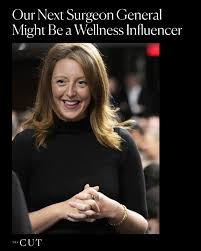 Our Next Surgeon General
Might Be a Wellness Influencer
THE CUT